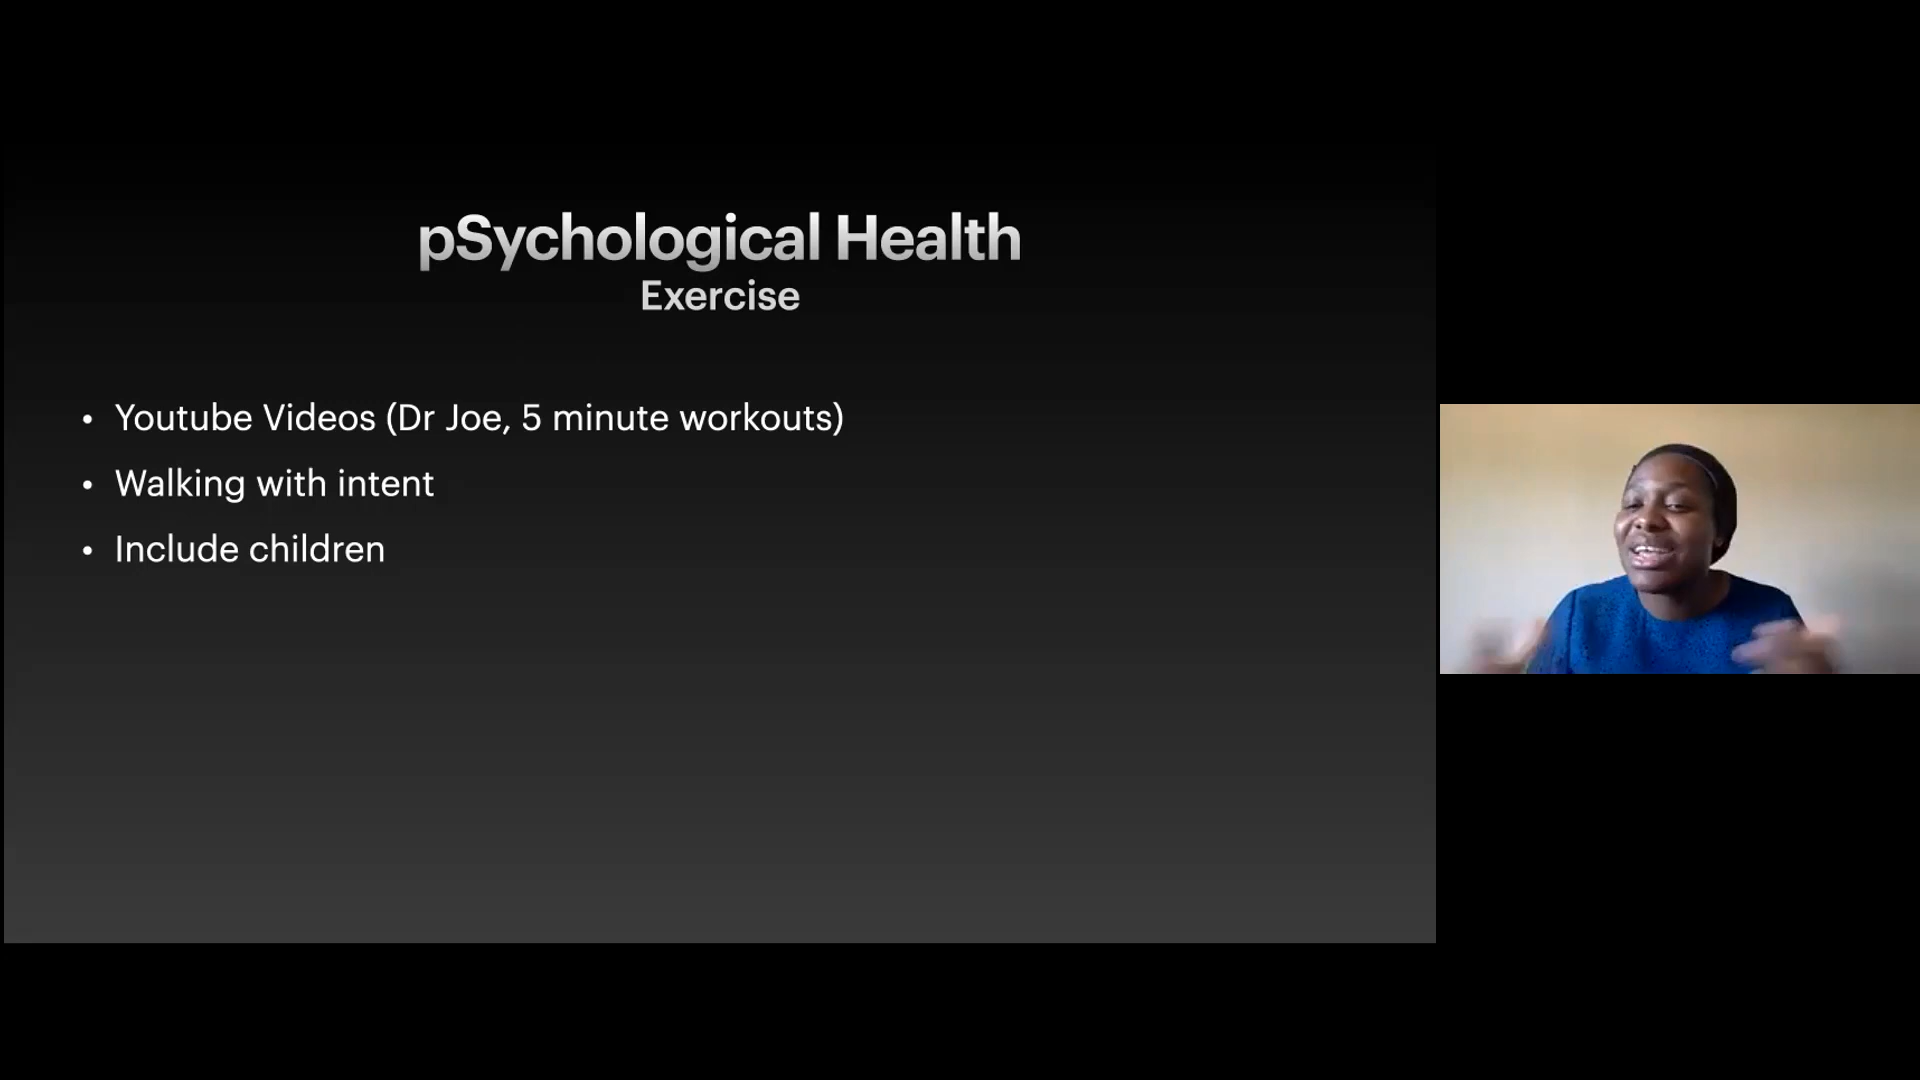 pSychological Health
Exercise
• Youtube Videos (Dr Joe, 5 minute workouts)
• Walking with intent
• Include children